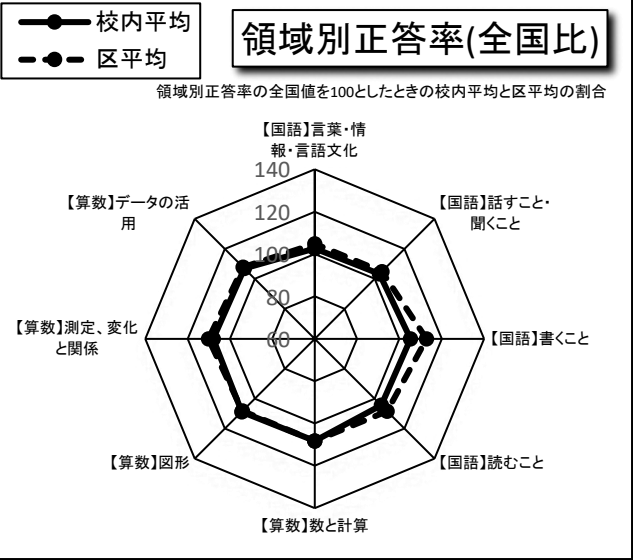 校内平均
区平均
領域別正答率(全国比)
領域別正答率の全国値を100としたときの校内平均と区平均の割合
【国語】言葉・情
報・言語文化
【国語】話すこと・
聞くこと
【国語】書くこと
【国語】読むこと
【算数】数と計算
【算数】図形
【算数】測定、変化
と関係
【算数】データの活
用
140
120
100
80
60